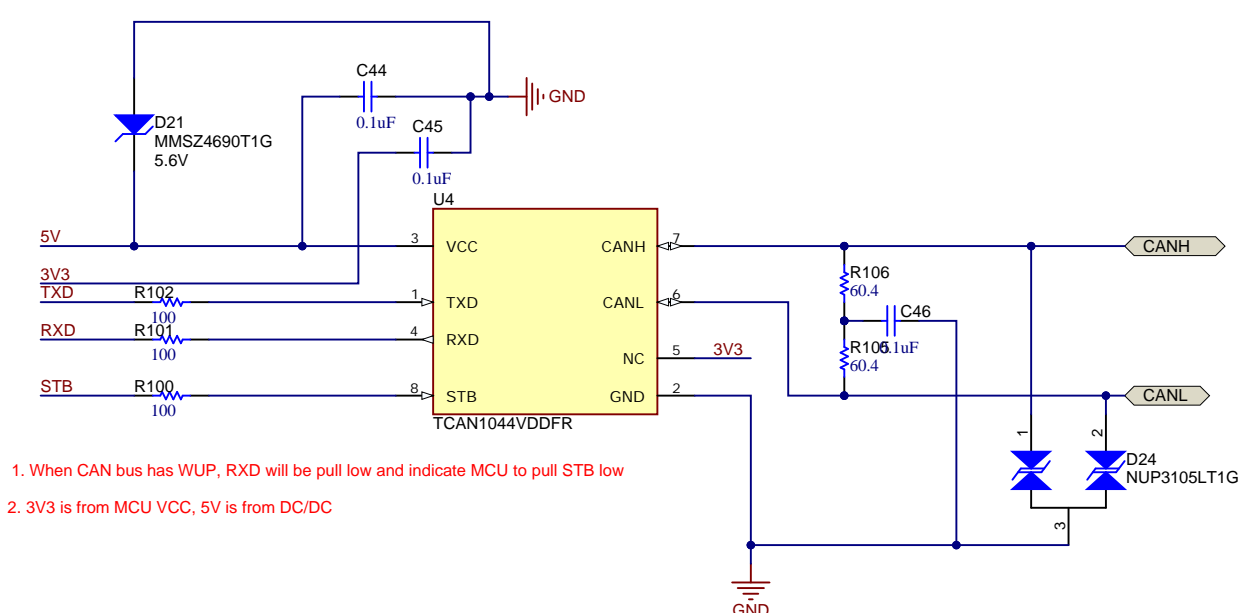 C44
0.1uF
GND
D21
MMSZ4690T1G
5.6V
C45
0.1uF
U4
5V
3
VCC
CANH
7
CANH
3V3
TXD
R102
100
1
TXD
CANL
6
R106
60.4
C46
0.1uF
RXD
R101
100
4
RXD
NC
5
3V3
R105
60.4
STB
R100
100
8
STB
GND
2
CANL
TCAN1044VDDFR
1
2
D24
NUP3105LT1G
3
1. When CAN bus has WUP, RXD will be pull low and indicate MCU to pull STB low
2. 3V3 is from MCU VCC, 5V is from DC/DC
GND